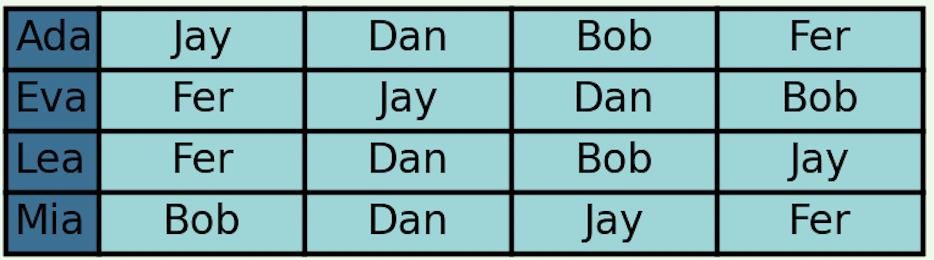 Ada Jay Dan Bob Fer
Eva Fer Jay Dan Bob
Lea Fer Dan Bob Jay
Mia Bob Dan Jay Fer